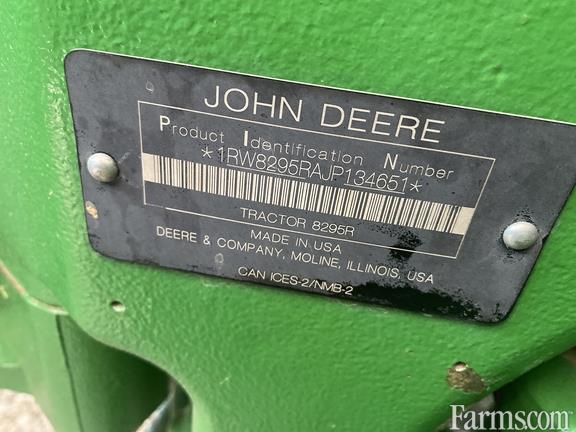 JOHN DEERE
Product Identification Number
*1RW8295RAJP134651*
TRACTOR 8295R
MADE IN USA
DEERE & COMPANY, MOLINE, ILLINOIS, USA
CAN ICES-2/NMB-2
Farms.com